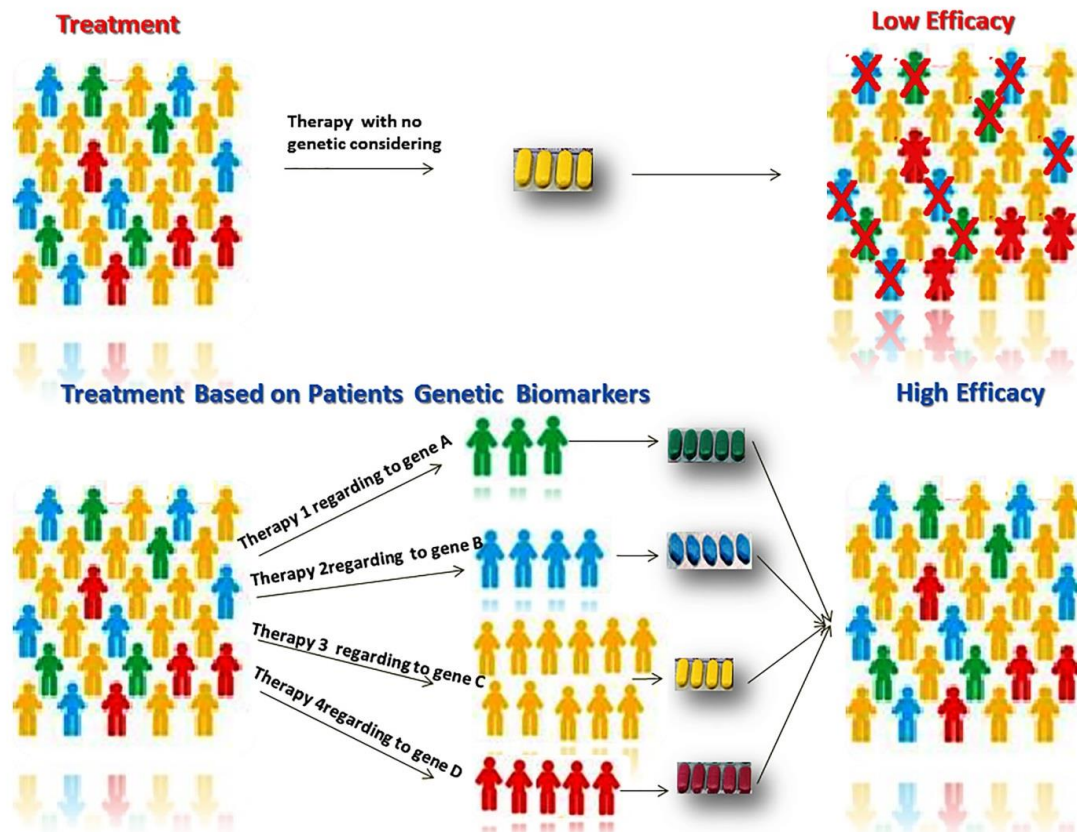 Treatment
Low Efficacy
Therapy with no
genetic considering
Treatment Based on Patients Genetic Biomarkers
High Efficacy
Therapy 1 regarding to gene A
Therapy 2regarding to gene B
Therapy 3 regarding to gene C
Therapy 4regarding to gene D